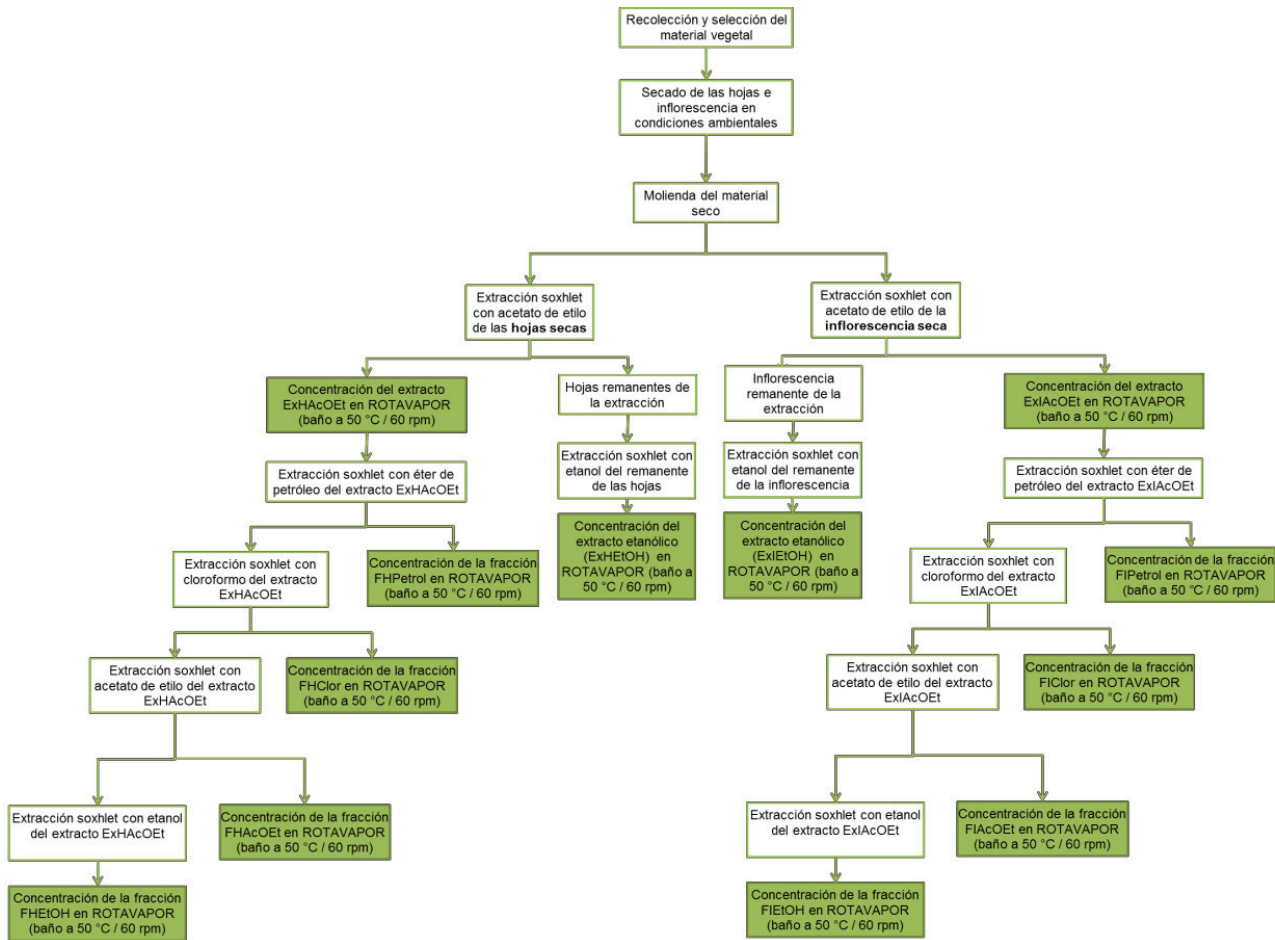 Recolección y selección del
material vegetal
Secado de las hojas e
inflorescencia en
condiciones ambientales
Molienda del material
seco
Extracción soxhlet
con acetato de etilo
de las hojas secas
Extracción soxhlet con
acetato de etilo de la
inflorescencia seca
Concentración del extracto
ExHAcOEt en ROTAVAPOR
(baño a 50 °C / 60 rpm)
Hojas remanentes de
la extracción
Inflorescencia
remanente de la
extracción
Concentración del extracto
ExIAcOEt en ROTAVAPOR
(baño a 50 °C / 60 rpm)
Extracción soxhlet con éter de
petróleo del extracto ExHAcOEt
Extracción soxhlet con
etanol del remanente
de las hojas
Extracción soxhlet con
etanol del remanente
de la inflorescencia
Extracción soxhlet con éter de
petróleo del extracto ExIAcOEt
Concentración del
extracto etanólico
(ExHEtOH) en
ROTAVAPOR (baño a
50 °C / 60 rpm)
Concentración del
extracto etanólico
(ExIEtOH) en
ROTAVAPOR (baño a
50 °C / 60 rpm)
Extracción soxhlet con
cloroformo del extracto
ExHAcOEt
Concentración de la fracción
FHPetrol en ROTAVAPOR
(baño a 50 °C / 60 rpm)
Extracción soxhlet con
cloroformo del extracto
ExIAcOEt
Concentración de la fracción
FIPetrol en ROTAVAPOR
(baño a 50 °C / 60 rpm)
Extracción soxhlet con
acetato de etilo del extracto
ExHAcOEt
Concentración de la fracción
FHClor en ROTAVAPOR
(baño a 50 °C / 60 rpm)
Extracción soxhlet con
acetato de etilo del extracto
ExIAcOEt
Concentración de la fracción
FIClor en ROTAVAPOR
(baño a 50 °C / 60 rpm)
Extracción soxhlet con etanol
del extracto ExHAcOEt
Concentración de la fracción
FHAcOEt en ROTAVAPOR
(baño a 50 °C / 60 rpm)
Extracción soxhlet con etanol
del extracto ExIAcOEt
Concentración de la fracción
FIAcOEt en ROTAVAPOR
(baño a 50 °C / 60 rpm)
Concentración de la fracción
FHEtOH en ROTAVAPOR
(baño a 50 °C / 60 rpm)
Concentración de la fracción
FIEtOH en ROTAVAPOR
(baño a 50 °C / 60 rpm)